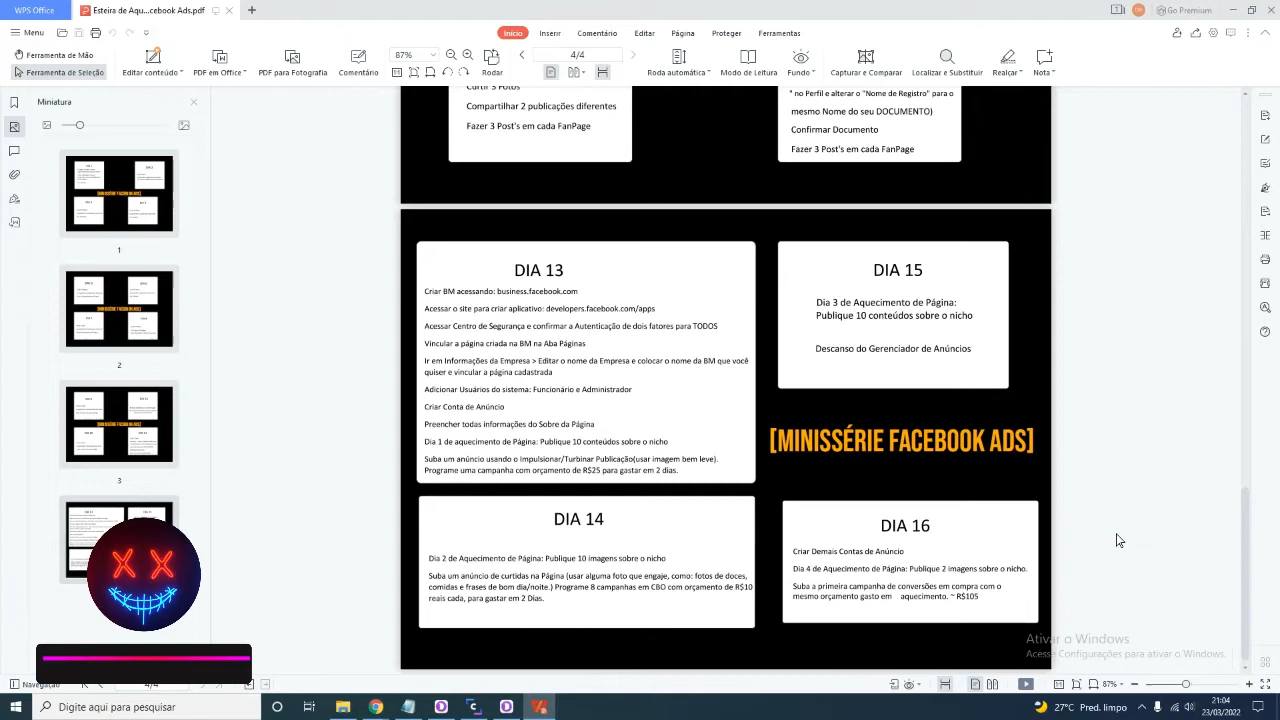 WPS Office
Esteira de Aqu...cebook Ads.pdf
Go Premium
Menu
Início
Inserir
Comentário
Editar
Página
Proteger
Ferramentas
Ferramenta de Mão
Ferramenta de Seleção
Editar conteúdo
PDF em Office
PDF para Fotografia
Comentário
87%
Rodar
4/4
Roda automática
Modo de Leitura
Fundo
Capturar e Comparar
Localizar e Substituir
Realçar
Nota
Miniatura
1
2
3
Curtir 3 Fotos
Compartilhar 2 publicações diferentes
Fazer 3 Post's em cada FanPage
" no Perfil e alterar o "Nome de Registro" para o
mesmo Nome do seu DOCUMENTO)
Confirmar Documento
Fazer 3 Post's em cada FanPage
DIA 13
Criar BM acessando: business.facebook.com
Acessar o site para criar aplicativo: developers.facebook.com/apps
Acessar Centro de Segurança e confirmar a Autenticação de dois fatores para TODOS
Vincular a página criada na BM na Aba Páginas
Ir em Informações da Empresa > Editar o nome da Empresa e colocar o nome da BM que você
quiser e vincular a página cadastrada
Adicionar Usuários do sistema: Funcionário e Administrador
Criar Conta de Anúncio
Preencher todas informações do Sobre da Página
Dia 1 de aquecimento de Página: Publique 10 conteúdos sobre o nicho
Suba um anúncio usando o Impulsionar/Turbinar Publicação(usar imagem bem leve).
Programe uma campanha com orçamento de R$25 para gastar em 2 dias.
DIA 15
Dia 3 de Aquecimento de Página:
Publique 10 conteúdos sobre o nicho
Descanso do Gerenciador de Anúncios
[MINISSÉRIE FACEBOOK ADS]
DIA 14
Dia 2 de Aquecimento de Página: Publique 10 imagens sobre o nicho
Suba um anúncio de curtidas na Página (usar alguma foto que engaje, como: fotos de doces,
comidas e frases de bom dia/noite.) Programe 8 campanhas em CBO com orçamento de R$10
reais cada, para gastar em 2 Dias.
DIA 16
Criar Demais Contas de Anúncio
Dia 4 de Aquecimento de Página: Publique 2 imagens sobre o nicho.
Suba a primeira campanha de conversões em compra com o
mesmo orçamento gasto em aquecimento. ~ R$105
Ativar o Windows
Acesse Configurações para ativar o Windows.
Navegação
4/4
87%
Digite aqui para pesquisar
27°C Pred. limpo
21:04
23/03/2022